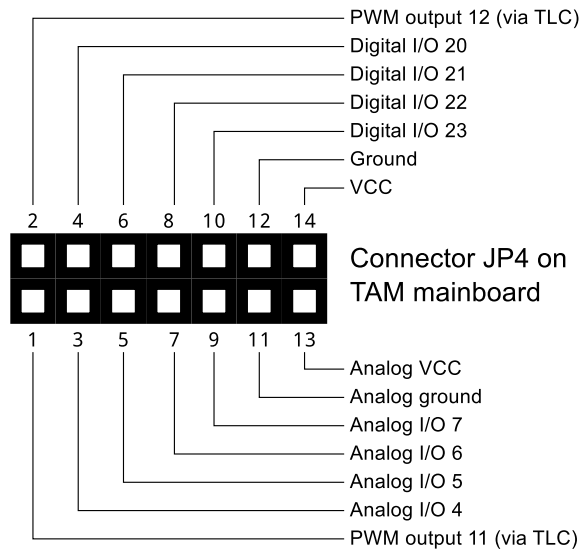 PWM output 12 (via TLC)
Digital I/O 20
Digital I/O 21
Digital I/O 22
Digital I/O 23
Ground
VCC
2 4 6 8 10 12 14
Connector JP4 on
TAM mainboard
1 3 5 7 9 11 13
Analog VCC
Analog ground
Analog I/O 7
Analog I/O 6
Analog I/O 5
Analog I/O 4
PWM output 11 (via TLC)